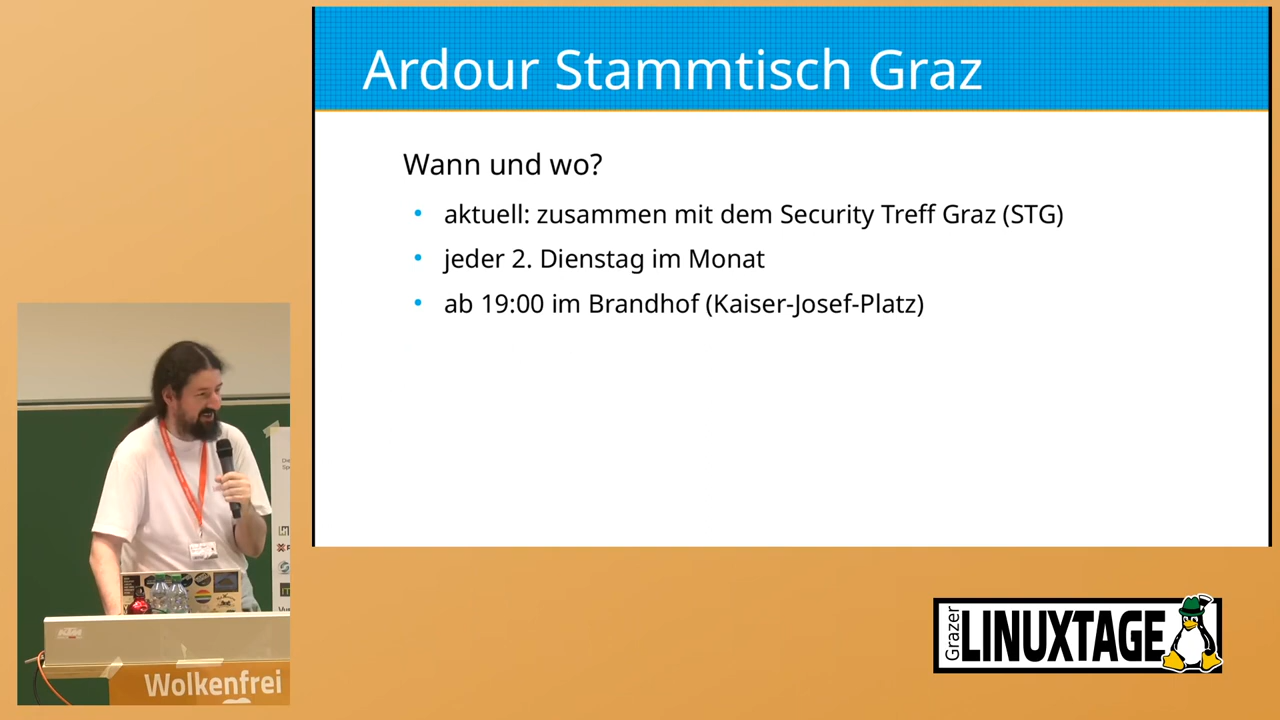 Ardour Stammtisch Graz
Wann und wo?
aktuell: zusammen mit dem Security Treff Graz (STG)
jeder 2. Dienstag im Monat
ab 19:00 im Brandhof (Kaiser-Josef-Platz)
KTM
Wolkenfrei
Grazer
LINUXTAGE